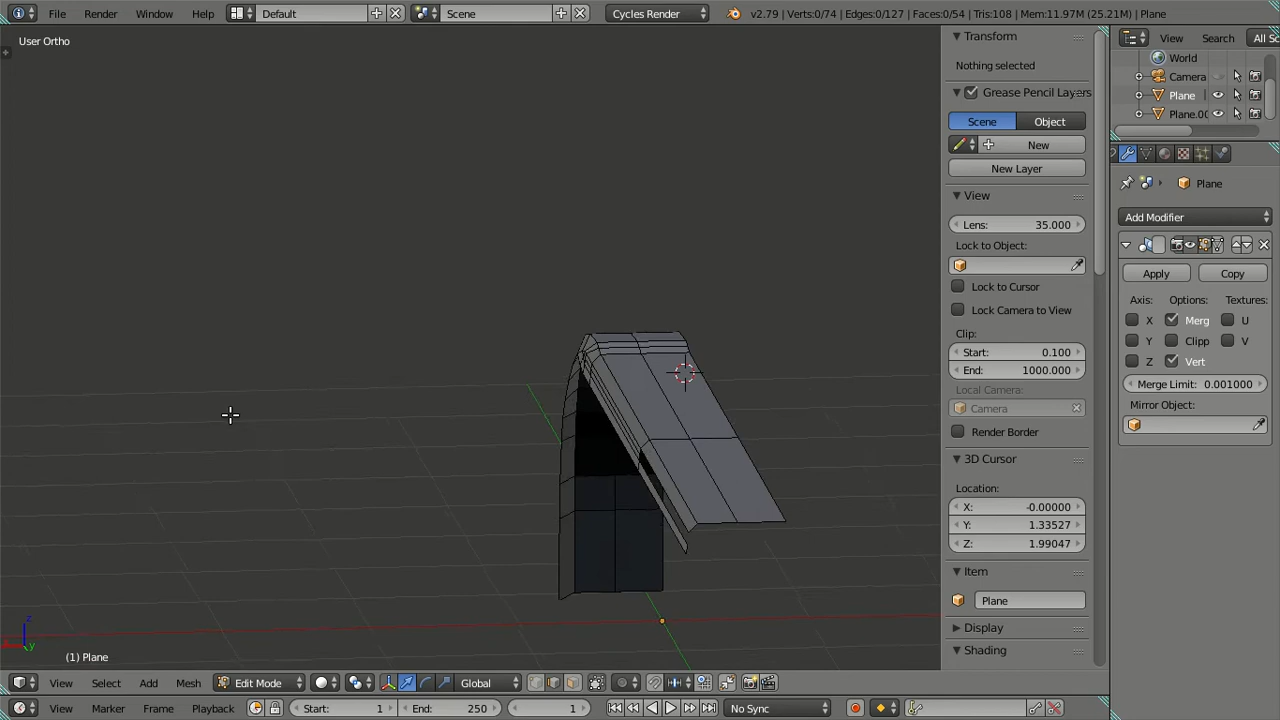 File Render Window Help Default Scene Cycles Render v2.79 | Verts:0/74 | Edges:0/127 | Faces:0/54 | Tris:108 | Mem:11.97M (25.21M) | Plane
User Ortho
Transform
Nothing selected
Grease Pencil Layers
Scene Object
New
New Layer
View
Lens: 35.000
Lock to Object:
Lock to Cursor
Lock Camera to View
Clip:
Start: 0.100
End: 1000.000
Local Camera:
Camera
Render Border
3D Cursor
Location:
X: -0.00000
Y: 1.33527
Z: 1.99047
Item
Plane
Display
Shading
View Search All Sc
World
Camera
Plane
Plane.00
Plane
Add Modifier
Apply Copy
Axis: Options: Textures:
X Merg U
Y Clipp V
Z Vert
Merge Limit: 0.001000
Mirror Object:
z
x y
(1) Plane
View Select Add Mesh Edit Mode Global
View Marker Frame Playback Start: 1 End: 250 1 No Sync